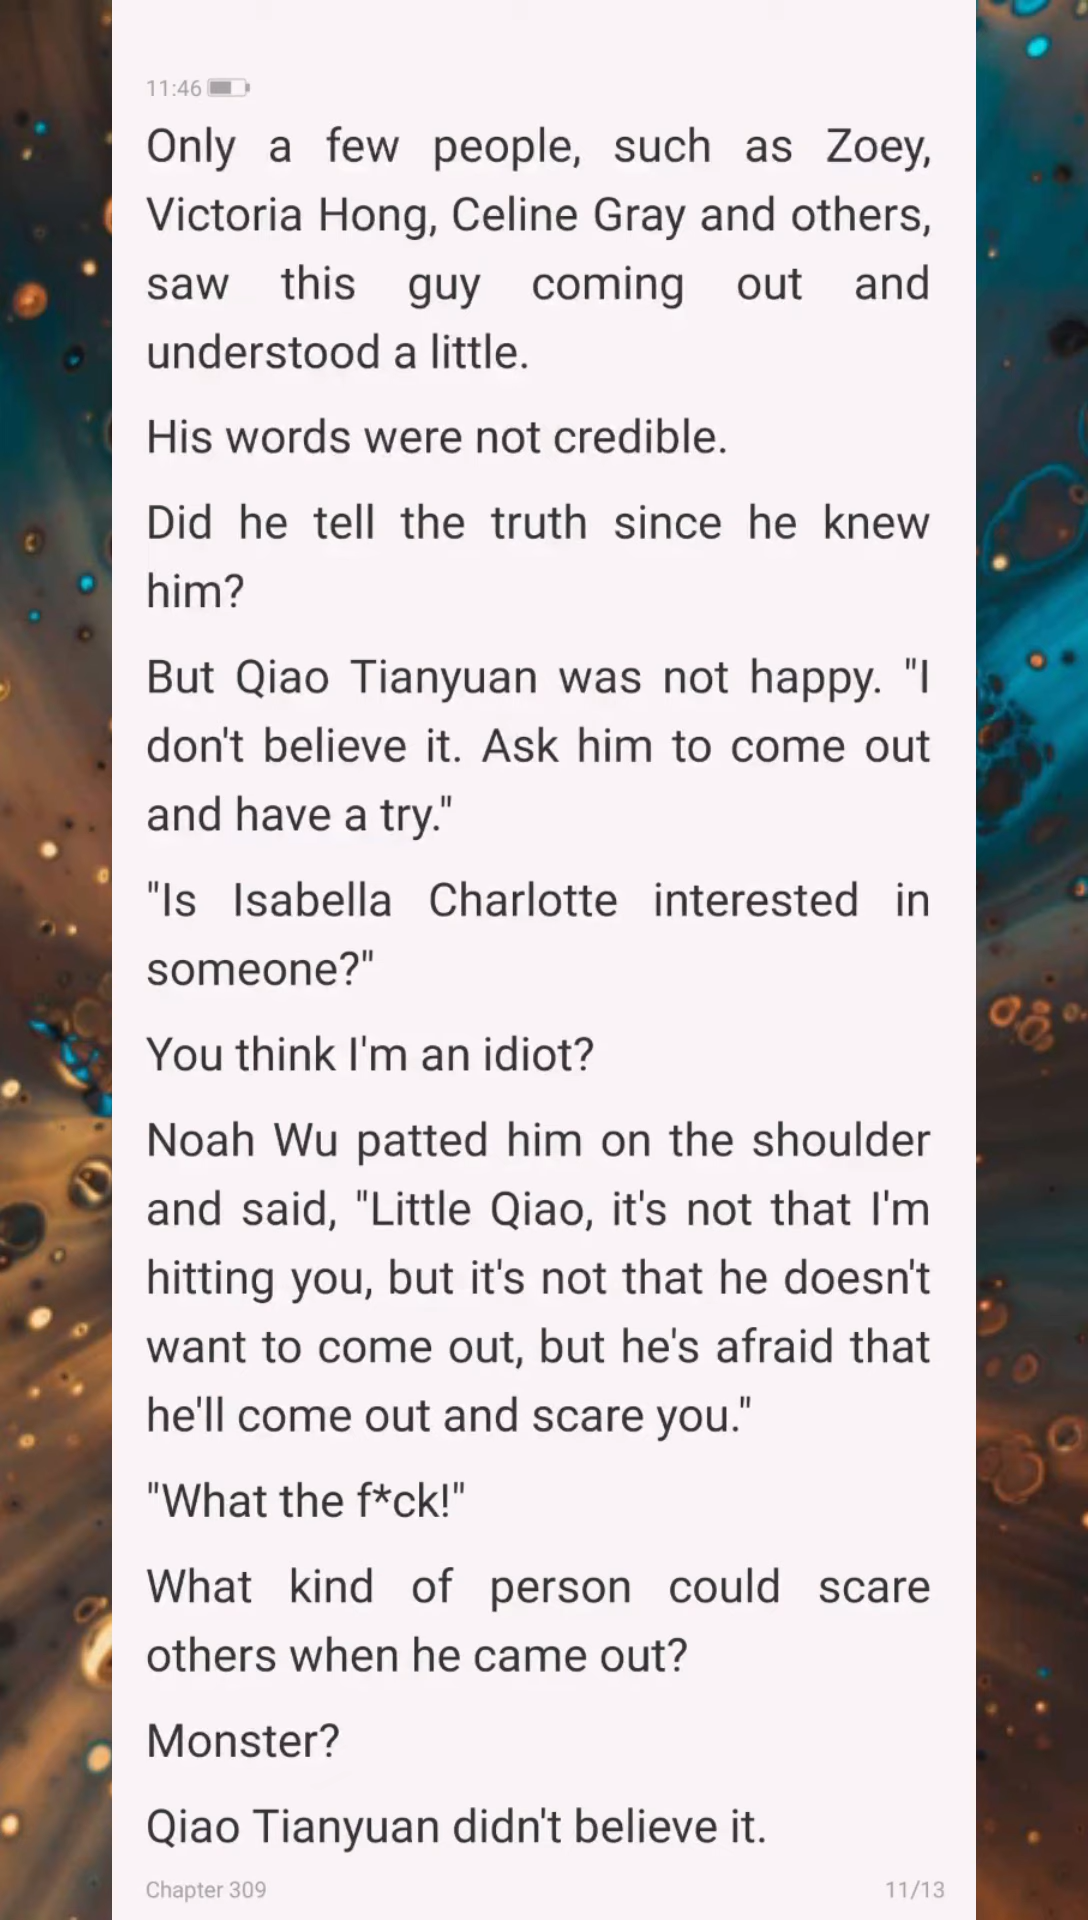 11:46
Only a few people, such as Zoey,
Victoria Hong, Celine Gray and others,
saw this guy coming out and
understood a little.
His words were not credible.
Did he tell the truth since he knew
him?
But Qiao Tianyuan was not happy. "I
don't believe it. Ask him to come out
and have a try."
"Is Isabella Charlotte interested in
someone?"
You think I'm an idiot?
Noah Wu patted him on the shoulder
and said, "Little Qiao, it's not that I'm
hitting you, but it's not that he doesn't
want to come out, but he's afraid that
he'll come out and scare you."
"What the f*ck!"
What kind of person could scare
others when he came out?
Monster?
Qiao Tianyuan didn't believe it.
Chapter 309 11/13